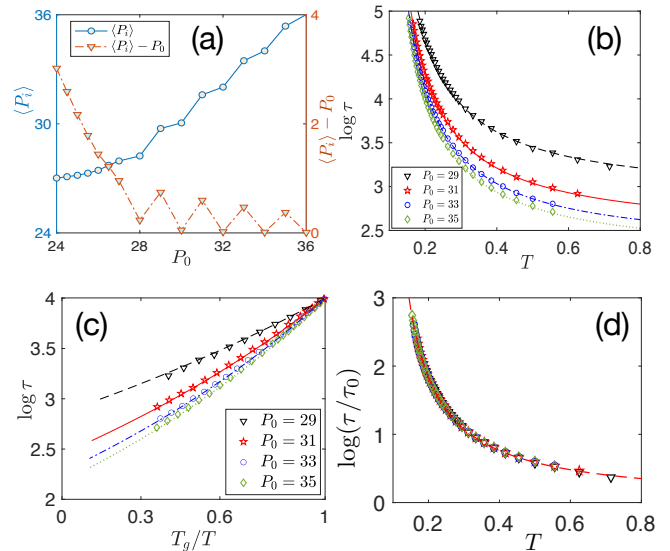 (a)
⟨P_i⟩
⟨P_i⟩ − P_0
36
32
28
24
⟨P_i⟩
4
2
0
⟨P_i⟩ − P_0
24 28 32 36
P_0
(b)
5
4.5
4
3.5
3
2.5
log τ
P_0 = 29
P_0 = 31
P_0 = 33
P_0 = 35
0.2 0.4 0.6 0.8
T
(c)
4
3.5
3
2.5
2
log τ
P_0 = 29
P_0 = 31
P_0 = 33
P_0 = 35
0 0.3 0.6 1
T_g/T
(d)
3
2
1
0
log(τ/τ_0)
0.2 0.4 0.6 0.8
T